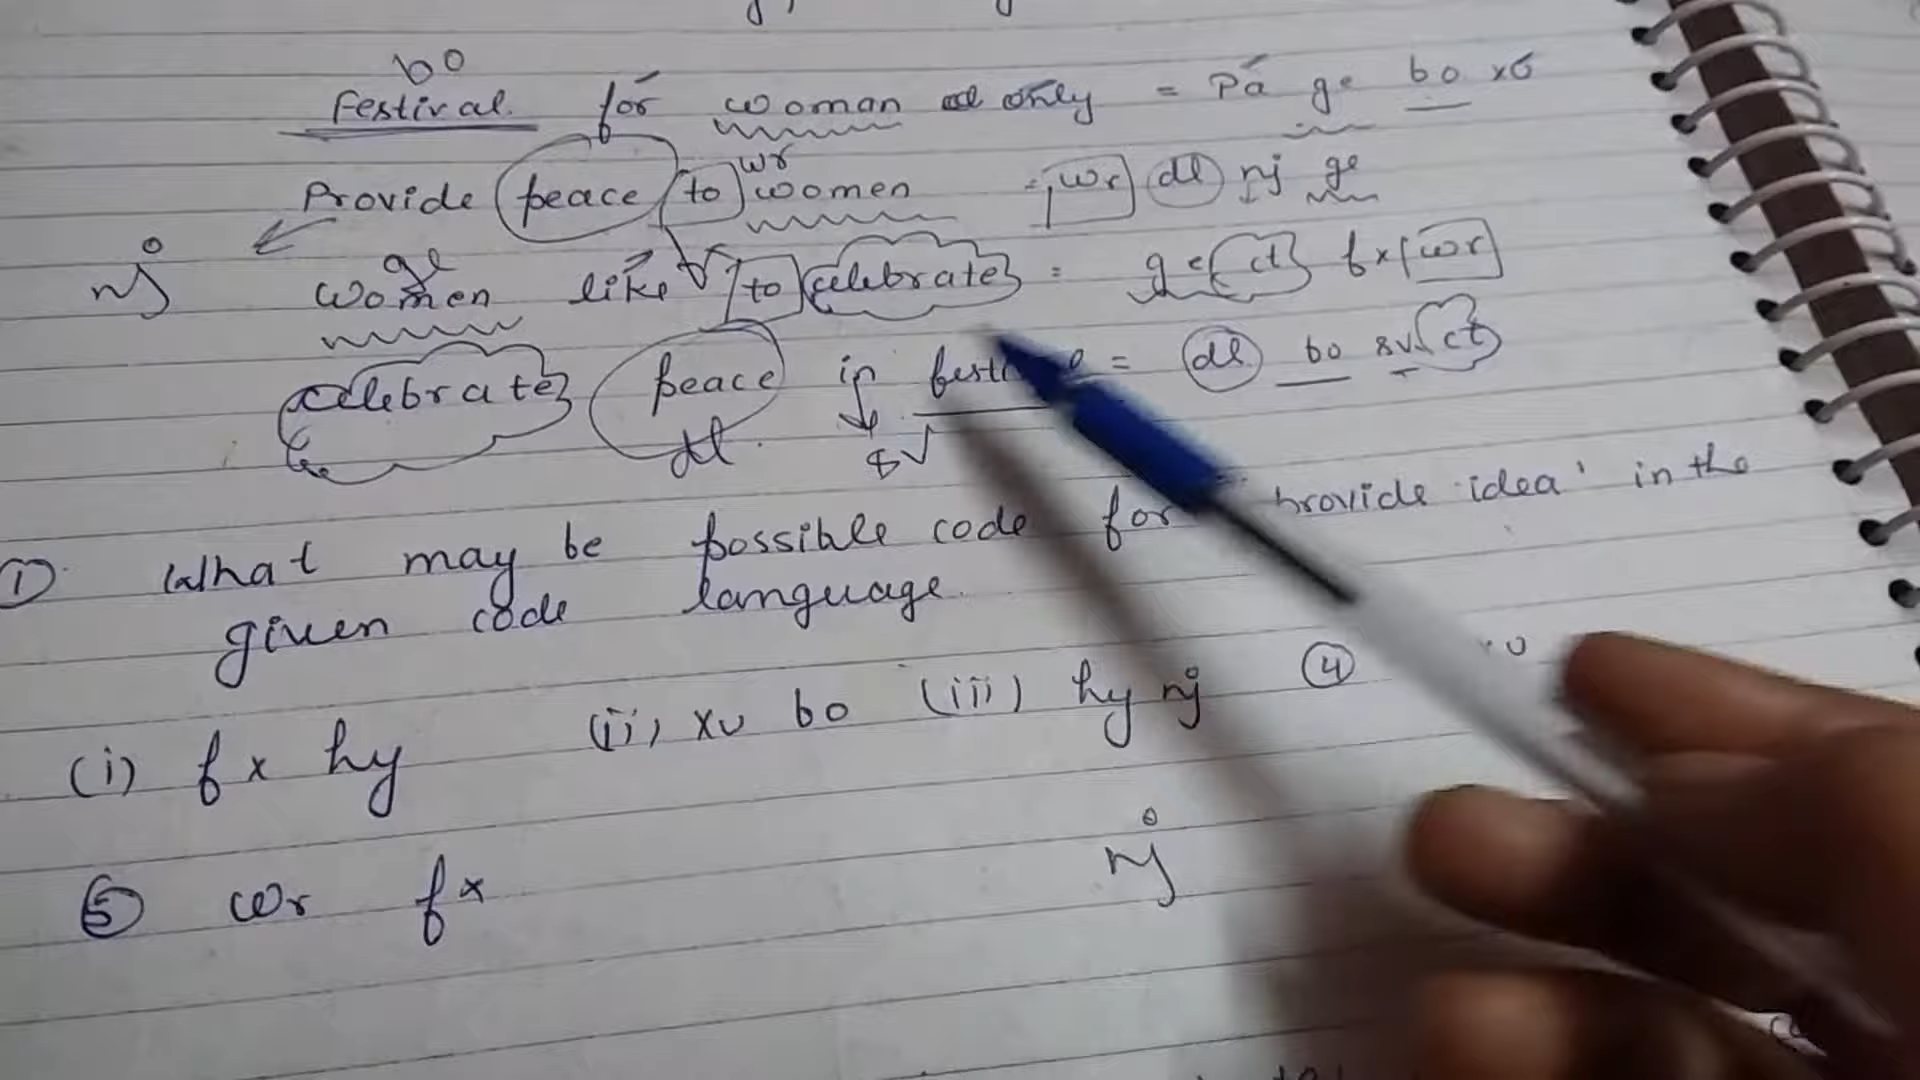 bo
Festival for woman only = Pa ge bo xo
wr
Provide peace to women = wr dl nj ge
nj
ge
women like to celebrate = ge ct fx wr
celebrate peace in = dl bo sv ct
dl sv
① What may be possible code for provide idea' in the
given code language.
(i) fx hy (ii) xu bo (iii) hy nj ④
nj
⑤ wr fx